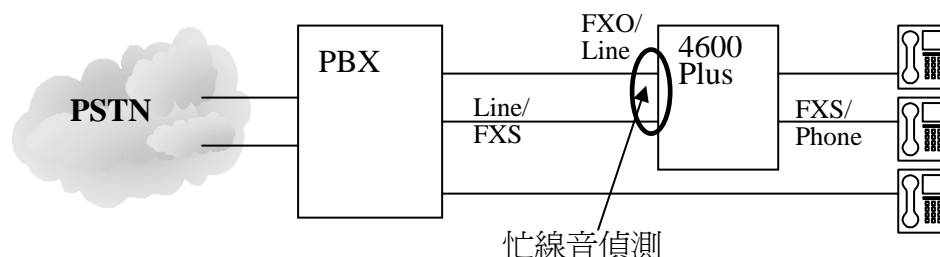 PSTN
PBX
Line/
FXS
FXO/
Line
4600
Plus
FXS/
Phone
忙線音偵測